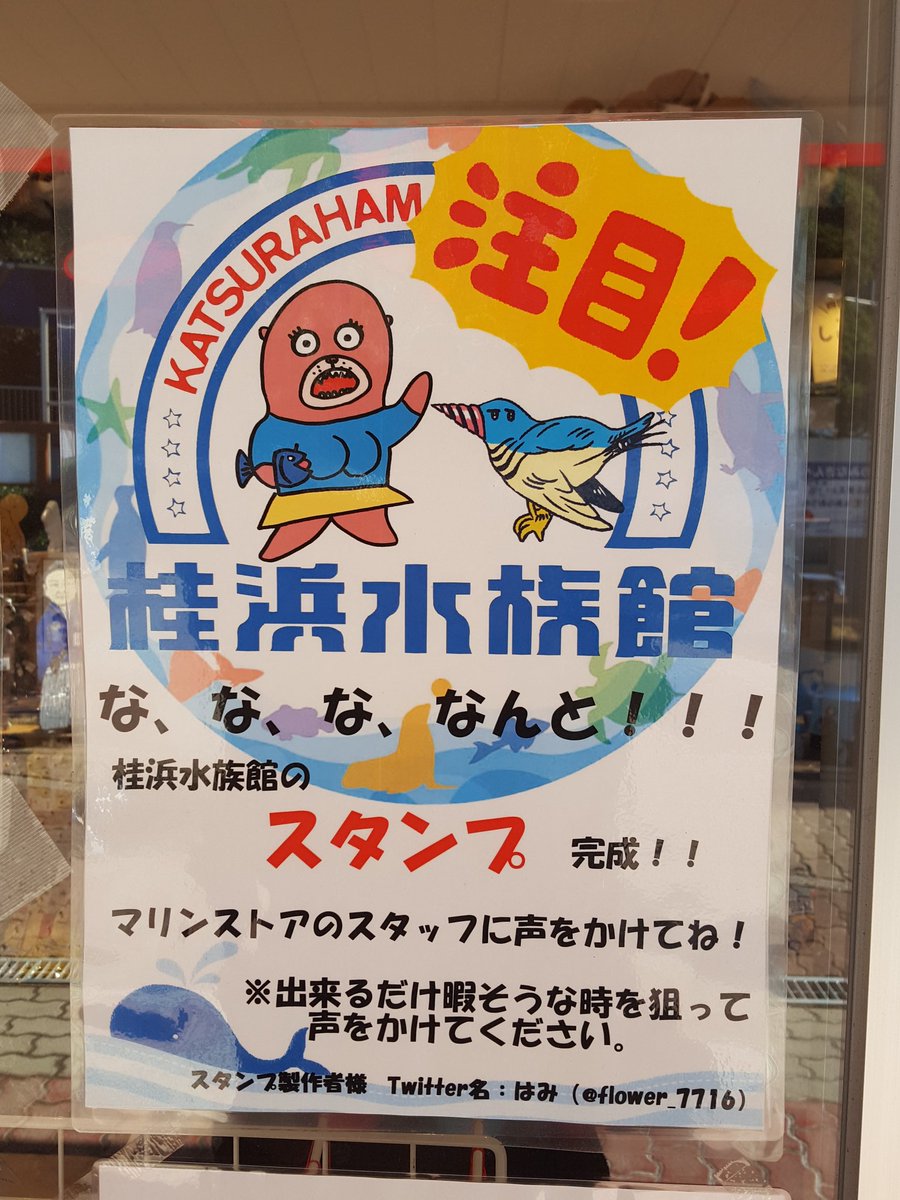 注目！
KATSURAHAM
桂浜水族館
な、な、な、なんと！！！
桂浜水族館の
スタンプ 完成！！
マリンストアのスタッフに声をかけてね！
※出来るだけ暇そうな時を狙って
声をかけてください。
スタンプ製作者様 Twitter名：はみ（@flower_7716）